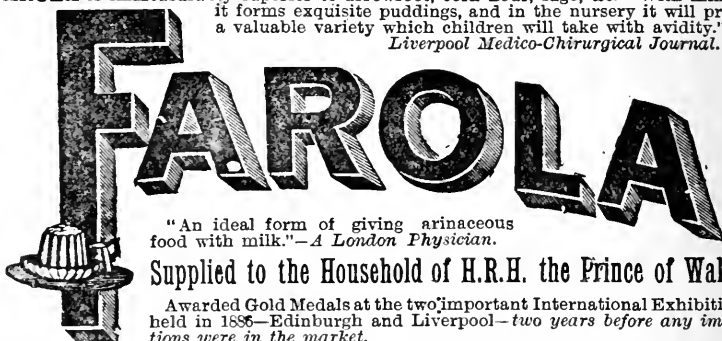 it forms exquisite puddings, and in the nursery it will pr
a valuable variety which children will take with avidity."
Liverpool Medico-Chirurgical Journal.
FAROLA
"An ideal form of giving arinaceous
food with milk."—A London Physician.
Supplied to the Household of H.R.H. the Prince of Wal
Awarded Gold Medals at the two important International Exhibiti
held in 1886—Edinburgh and Liverpool—two years before any im
tions were in the market.